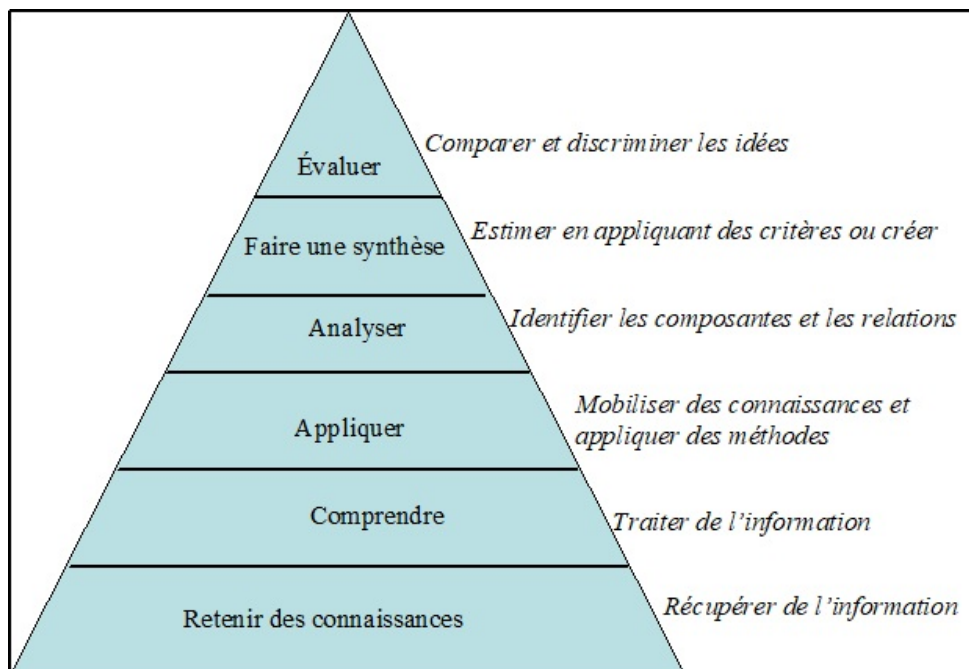 Évaluer
Comparer et discriminer les idées
Faire une synthèse
Estimer en appliquant des critères ou créer
Analyser
Identifier les composantes et les relations
Appliquer
Mobiliser des connaissances et
appliquer des méthodes
Comprendre
Traiter de l’information
Retenir des connaissances
Récupérer de l’information